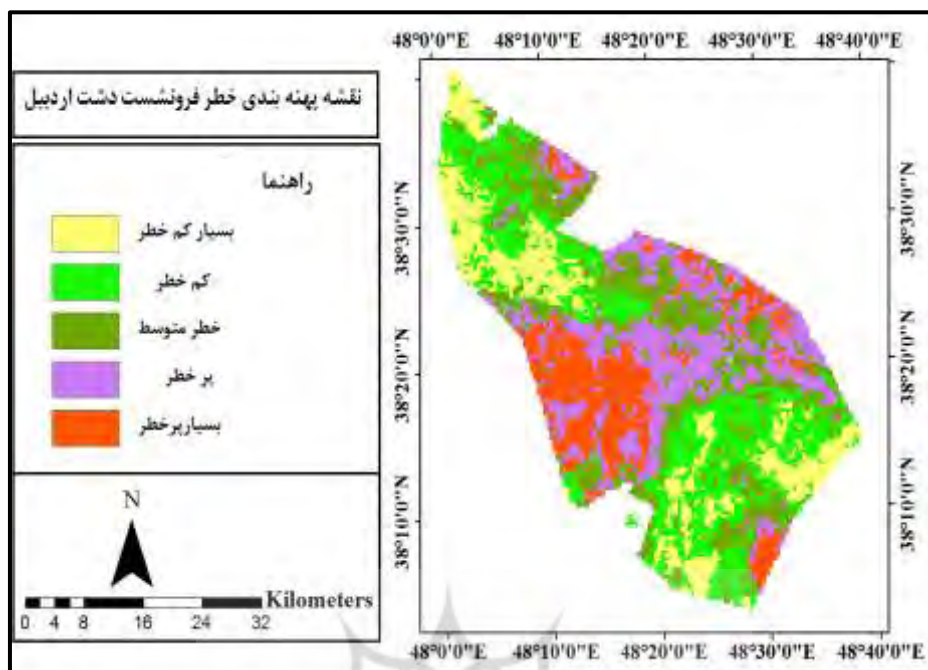 48°0'0"E 48°10'0"E 48°20'0"E 48°30'0"E 48°40'0"E
نقشه پهنه بندی خطر فرونشست دشت اردبیل
راهنما
بسیار کم خطر
کم خطر
خطر متوسط
پر خطر
بسیارپرخطر
N
Kilometers
0 4 8 16 24 32
38°30'0"N
38°20'0"N
38°10'0"N
38°30'0"N
38°20'0"N
38°10'0"N
48°0'0"E 48°10'0"E 48°20'0"E 48°30'0"E 48°40'0"E